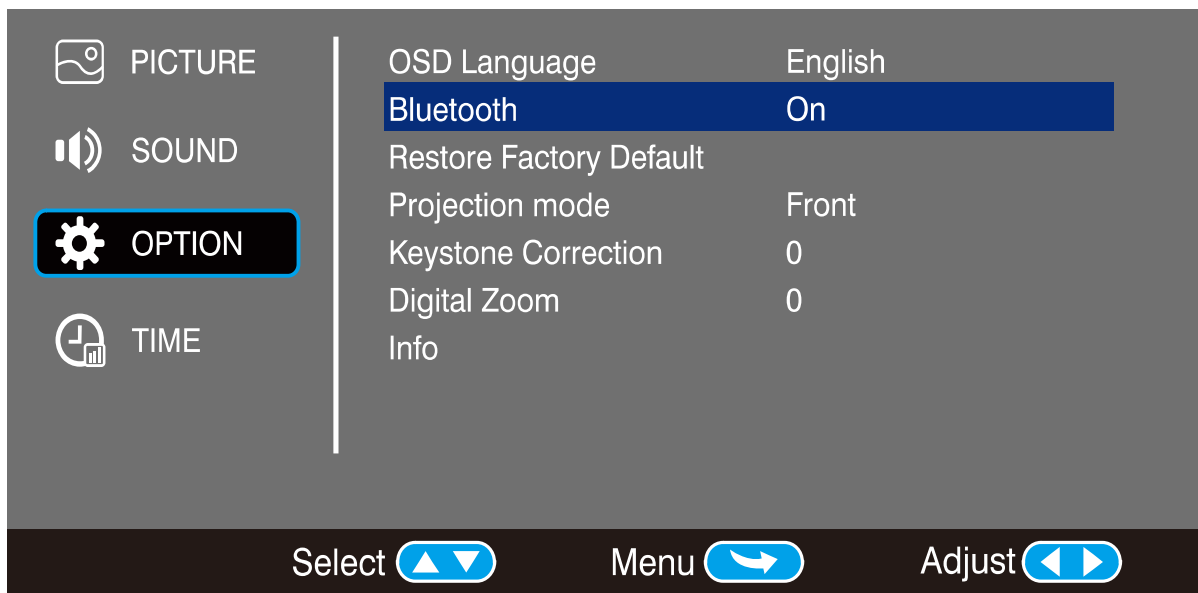 PICTURE
SOUND
OPTION
TIME
OSD Language English
Bluetooth On
Restore Factory Default
Projection mode Front
Keystone Correction 0
Digital Zoom 0
Info
Select Menu Adjust